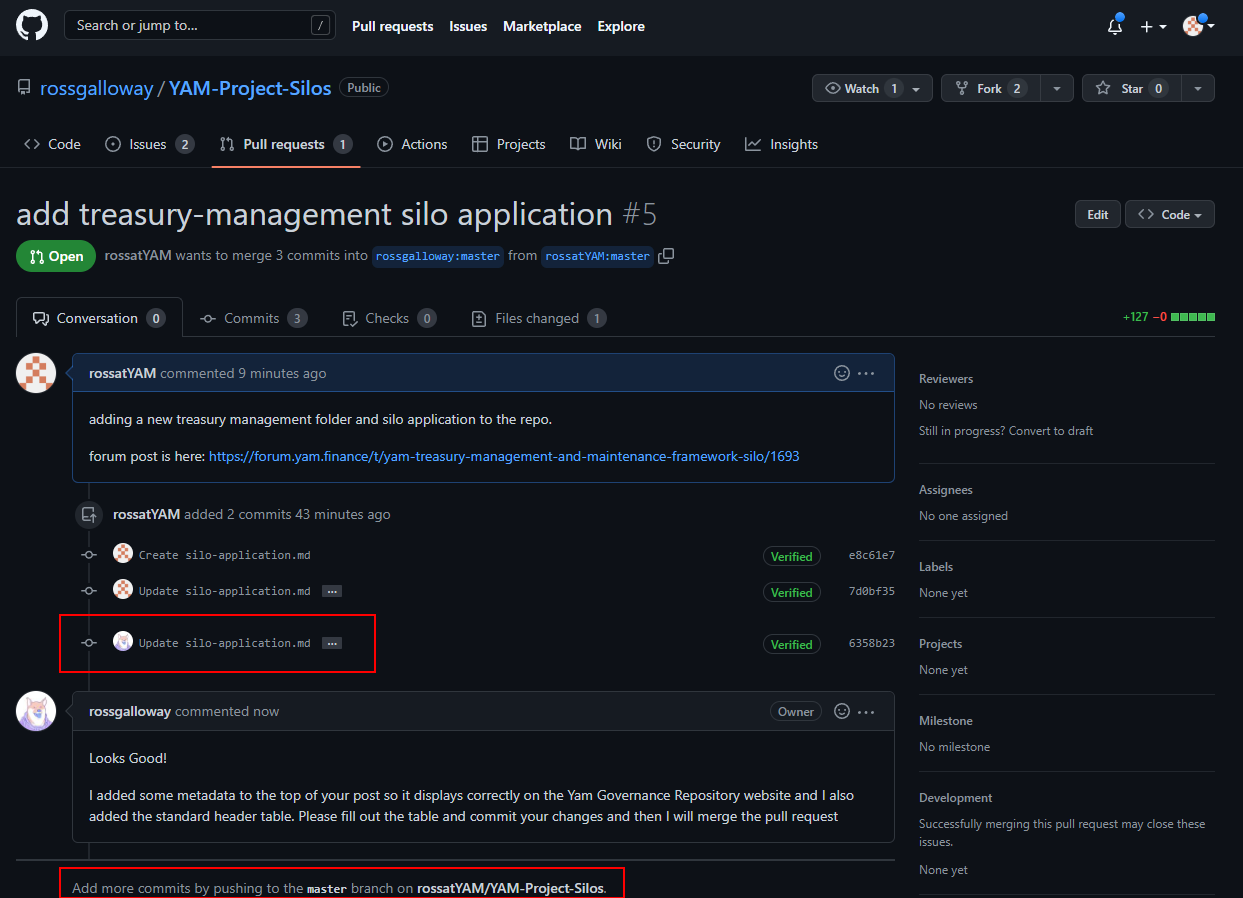 Search or jump to... /
Pull requests Issues Marketplace Explore
rossgalloway / YAM-Project-Silos Public
Watch 1 Fork 2 Star 0
Code Issues 2 Pull requests 1 Actions Projects Wiki Security Insights
add treasury-management silo application #5
Edit Code
Open rossatYAM wants to merge 3 commits into rossgalloway:master from rossatYAM:master
Conversation 0 Commits 3 Checks 0 Files changed 1
+127 −0
rossatYAM commented 9 minutes ago
adding a new treasury management folder and silo application to the repo.
forum post is here: https://forum.yam.finance/t/yam-treasury-management-and-maintenance-framework-silo/1693
rossatYAM added 2 commits 43 minutes ago
Create silo-application.md Verified e8c61e7
Update silo-application.md ... Verified 7d0bf35
Update silo-application.md ... Verified 6358b23
rossgalloway commented now Owner
Looks Good!
I added some metadata to the top of your post so it displays correctly on the Yam Governance Repository website and I also
added the standard header table. Please fill out the table and commit your changes and then I will merge the pull request
Add more commits by pushing to the master branch on rossatYAM/YAM-Project-Silos.
Reviewers
No reviews
Still in progress? Convert to draft
Assignees
No one assigned
Labels
None yet
Projects
None yet
Milestone
No milestone
Development
Successfully merging this pull request may close these
issues.
None yet